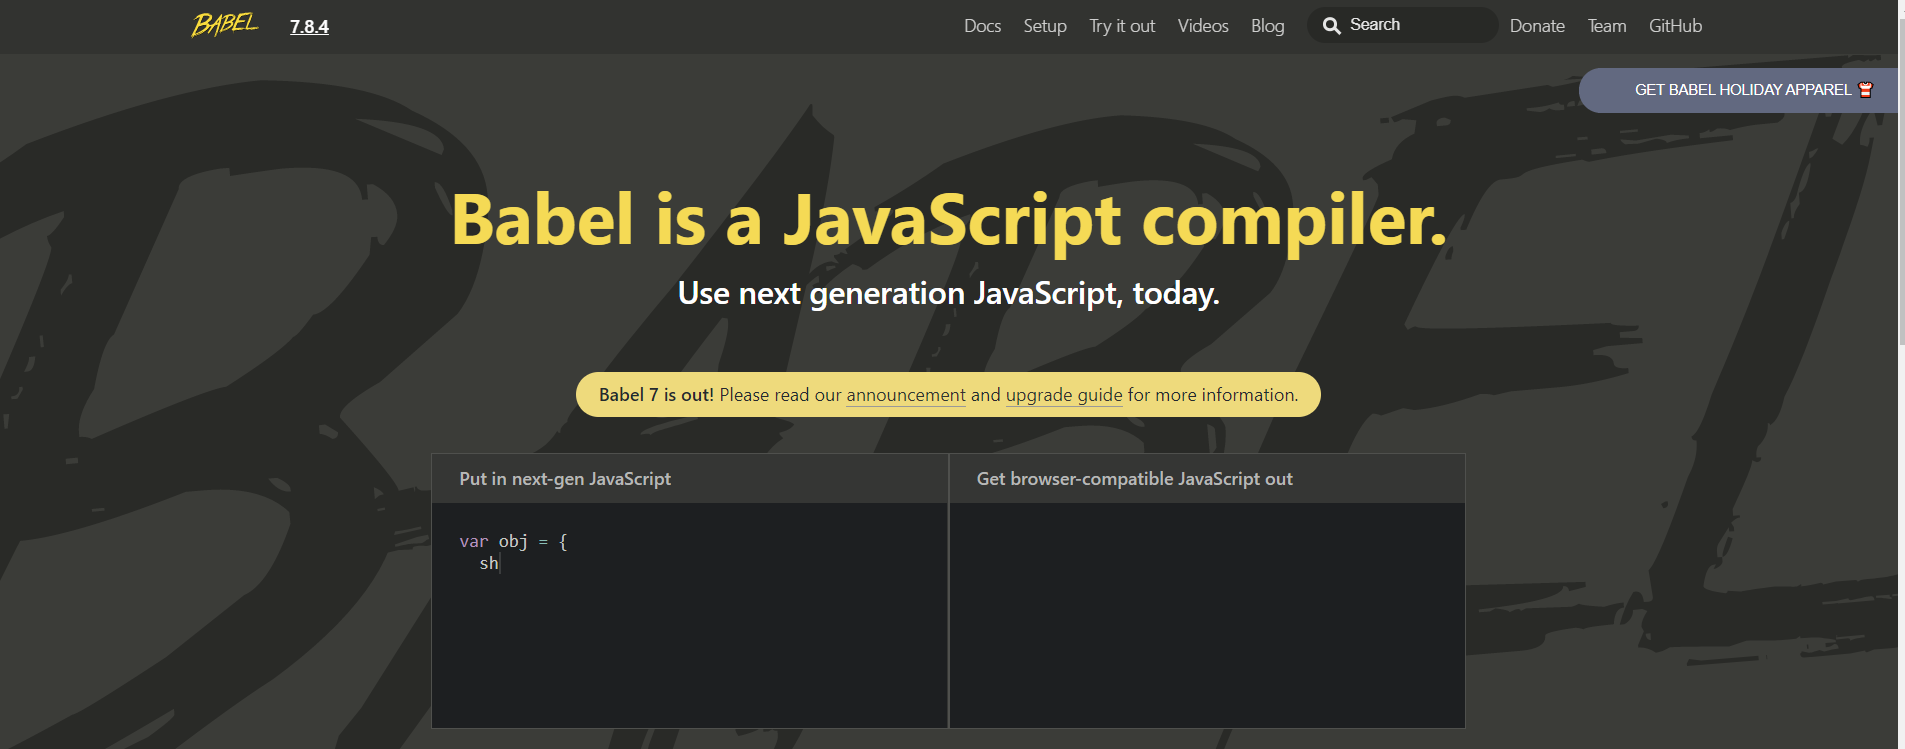 BABEL 7.8.4 Docs Setup Try it out Videos Blog Search Donate Team GitHub
GET BABEL HOLIDAY APPAREL
BABEL
Babel is a JavaScript compiler.
Use next generation JavaScript, today.
Babel 7 is out! Please read our announcement and upgrade guide for more information.
Put in next-gen JavaScript
var obj = {
sh
Get browser-compatible JavaScript out